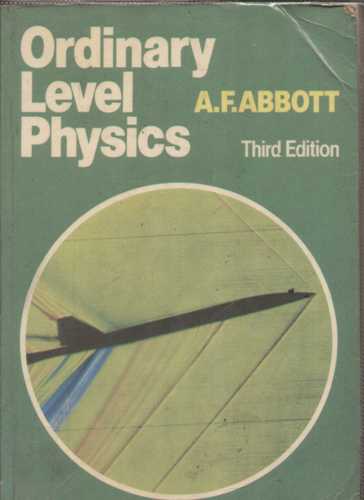 Ordinary
Level
Physics
A.F.ABBOTT
Third Edition